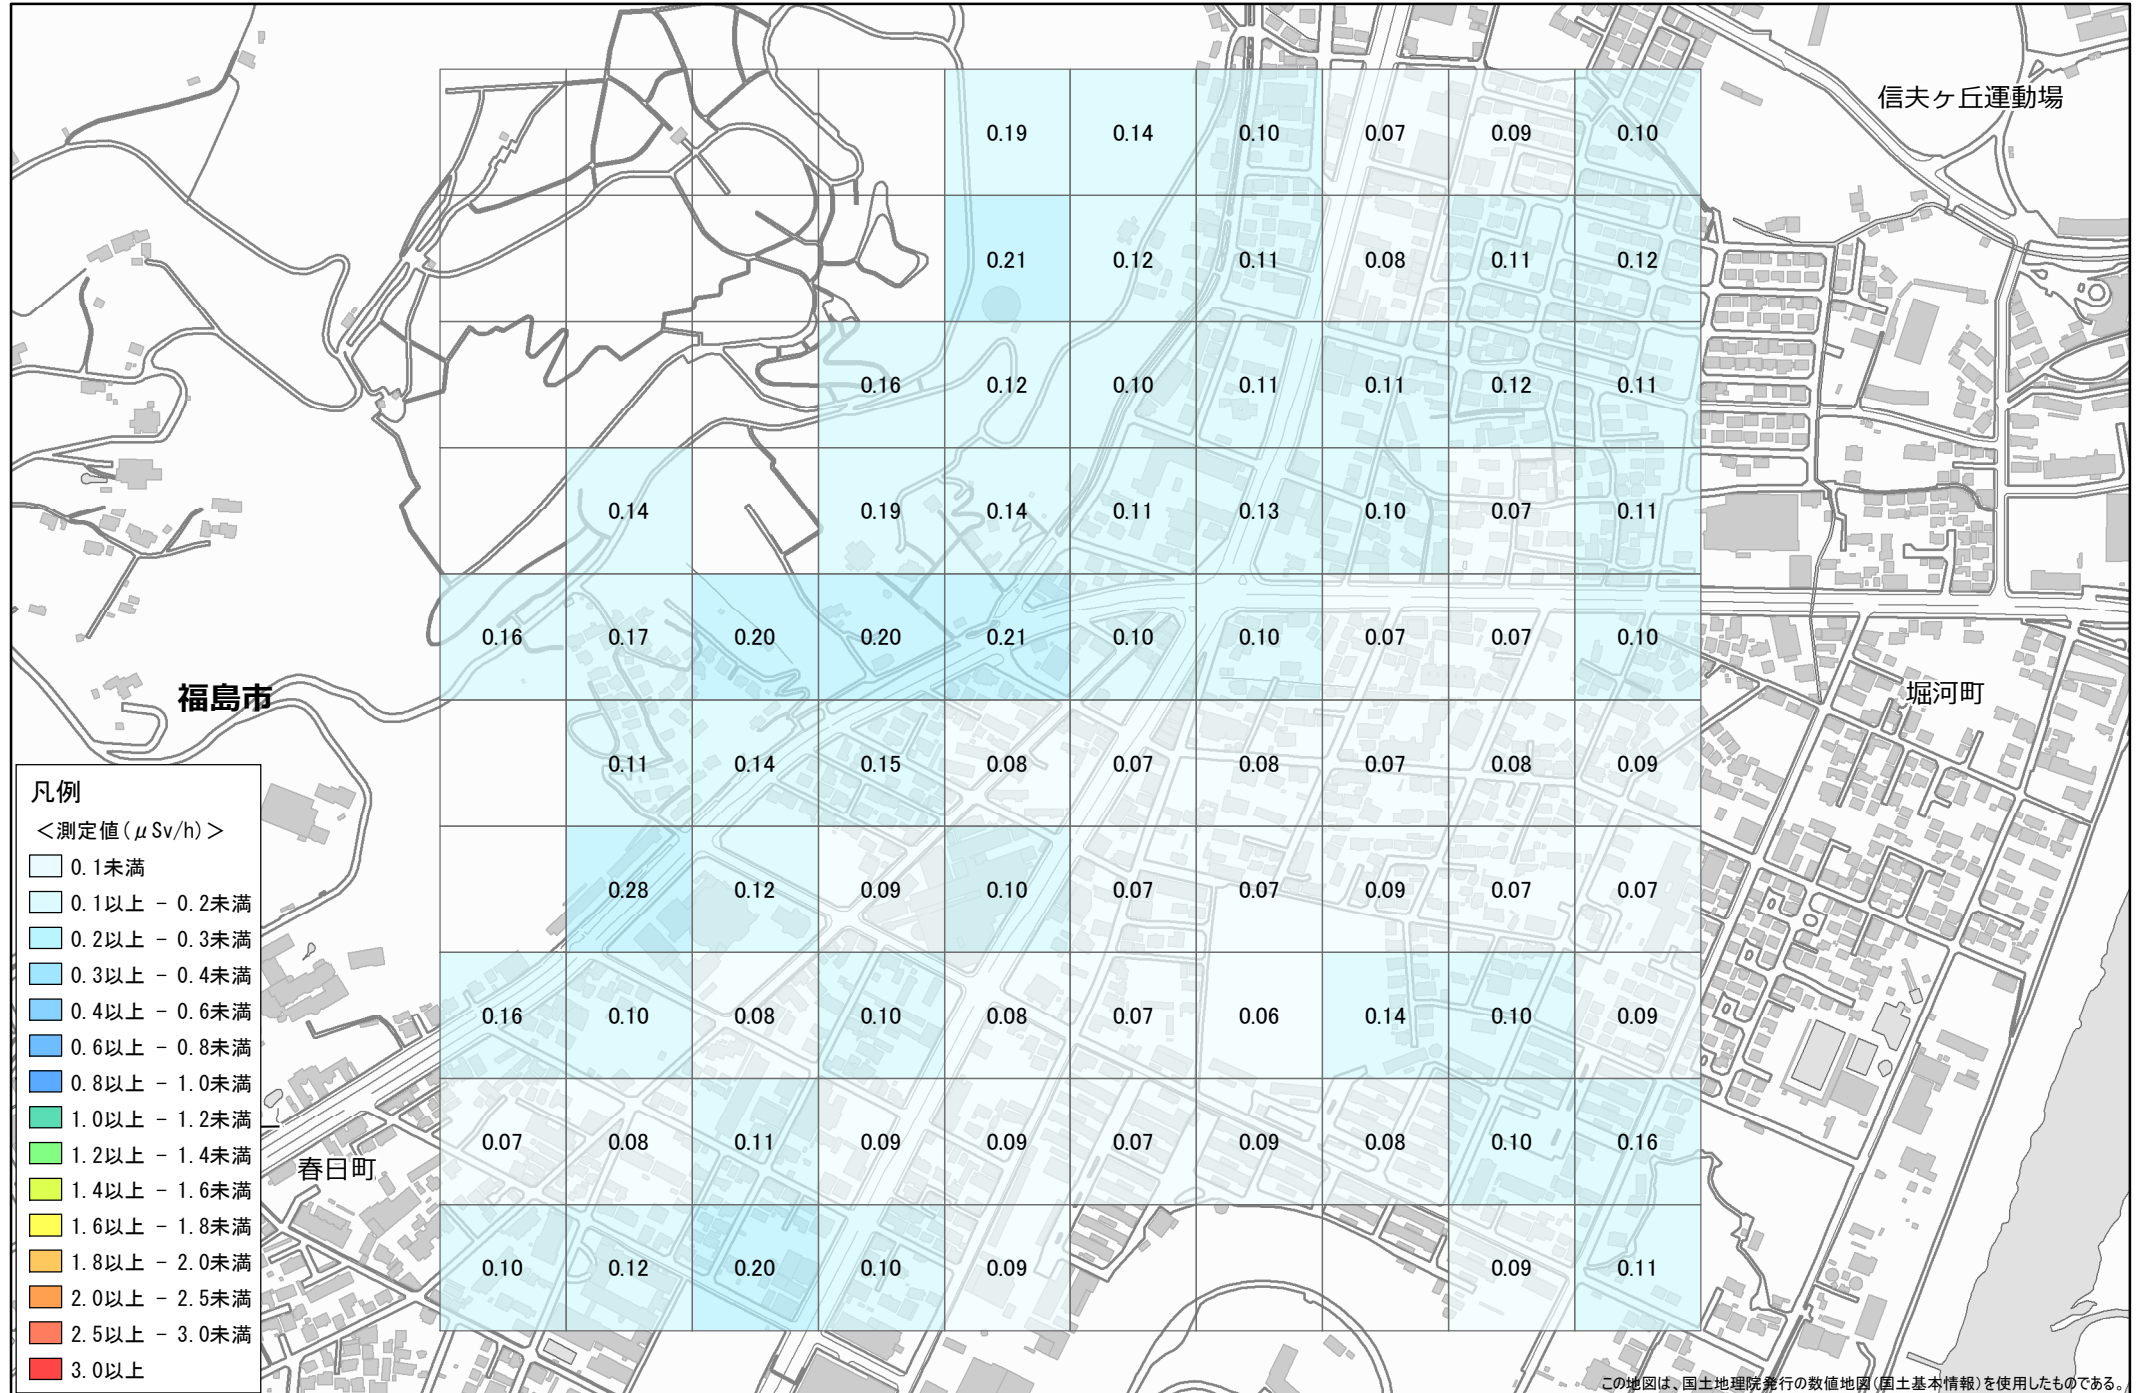 信夫ヶ丘運動場
0.19 0.14 0.10 0.07 0.09 0.10
0.21 0.12 0.11 0.08 0.11 0.12
0.16 0.12 0.10 0.11 0.11 0.12 0.11
0.14 0.19 0.14 0.11 0.13 0.10 0.07 0.11
0.16 0.17 0.20 0.20 0.21 0.10 0.10 0.07 0.07 0.10
福島市
堀河町
0.11 0.14 0.15 0.08 0.07 0.08 0.07 0.08 0.09
0.28 0.12 0.09 0.10 0.07 0.07 0.09 0.07 0.07
0.16 0.10 0.08 0.10 0.08 0.07 0.06 0.14 0.10 0.09
0.07 0.08 0.11 0.09 0.09 0.07 0.09 0.08 0.10 0.16
春日町
0.10 0.12 0.20 0.10 0.09 0.09 0.11
凡例
＜測定値(μSv/h)＞
0.1未満
0.1以上 - 0.2未満
0.2以上 - 0.3未満
0.3以上 - 0.4未満
0.4以上 - 0.6未満
0.6以上 - 0.8未満
0.8以上 - 1.0未満
1.0以上 - 1.2未満
1.2以上 - 1.4未満
1.4以上 - 1.6未満
1.6以上 - 1.8未満
1.8以上 - 2.0未満
2.0以上 - 2.5未満
2.5以上 - 3.0未満
3.0以上
この地図は、国土地理院発行の数値地図(国土基本情報)を使用したものである。